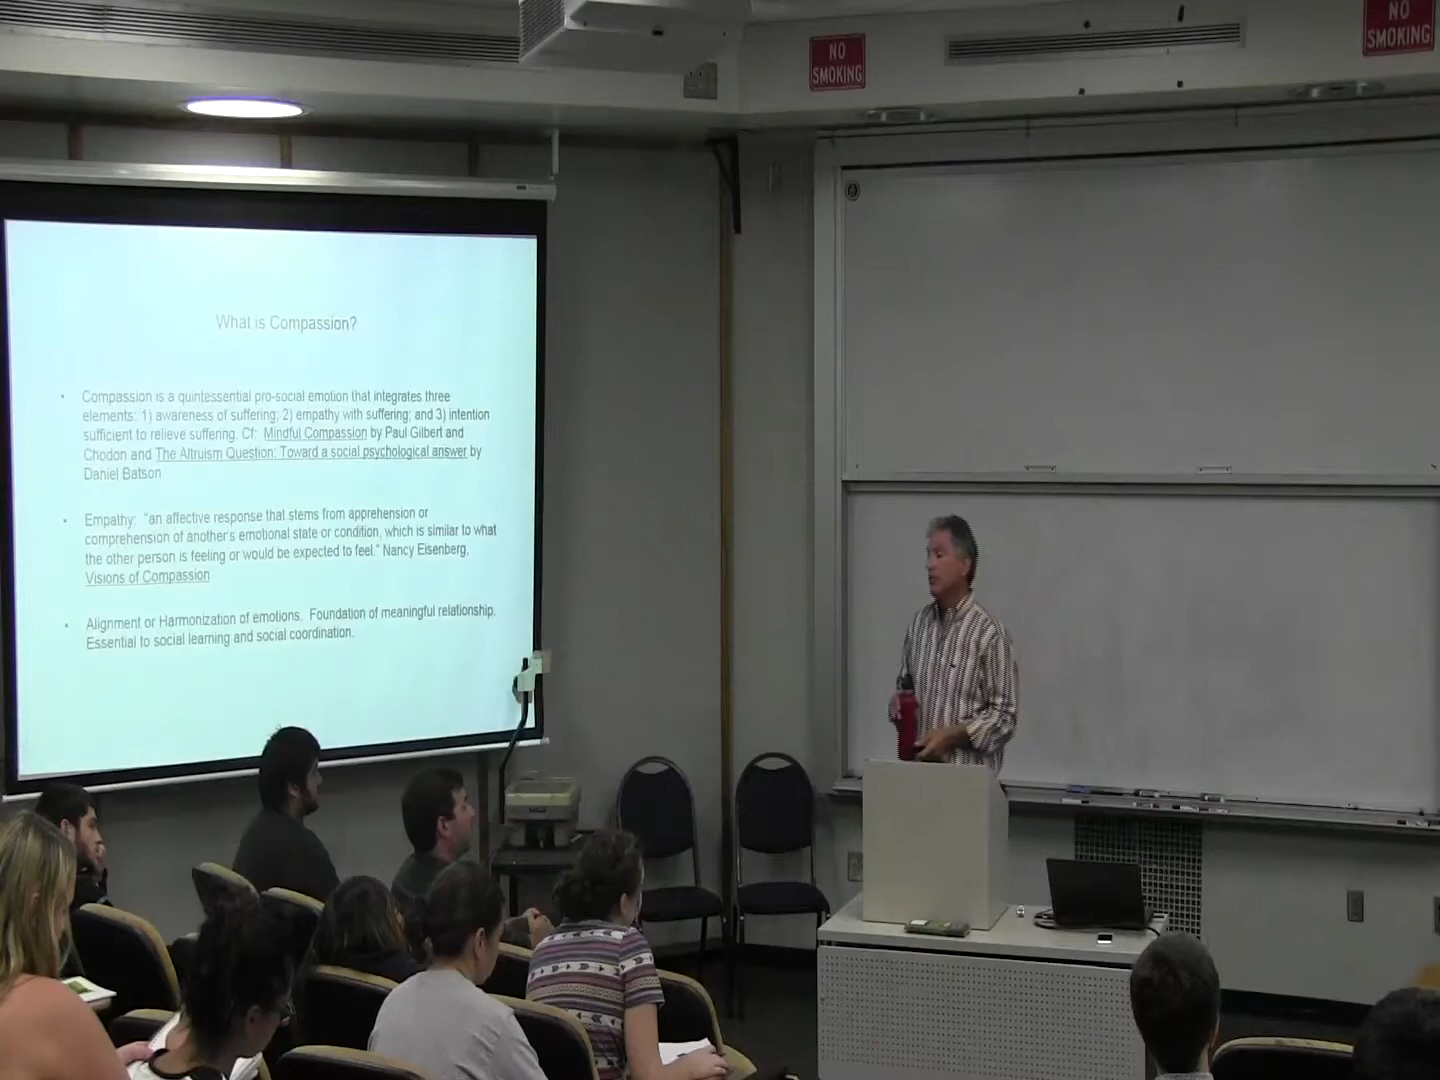 NO
SMOKING
NO
SMOKING
What is Compassion?
• Compassion is a quintessential pro-social emotion that integrates three
elements: 1) awareness of suffering; 2) empathy with suffering; and 3) intention
sufficient to relieve suffering. Cf: Mindful Compassion by Paul Gilbert and
Chodon and The Altruism Question: Toward a social psychological answer by
Daniel Batson
• Empathy: "an affective response that stems from apprehension or
comprehension of another's emotional state or condition, which is similar to what
the other person is feeling or would be expected to feel." Nancy Eisenberg,
Visions of Compassion
• Alignment or Harmonization of emotions. Foundation of meaningful relationship.
Essential to social learning and social coordination.